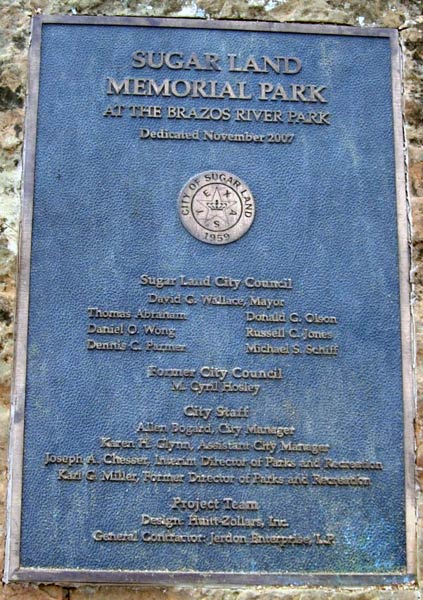 SUGAR LAND
MEMORIAL PARK
AT THE BRAZOS RIVER PARK
Dedicated November 2007
CITY OF SUGAR LAND
TEXAS
1959
Sugar Land City Council
David G. Wallace, Mayor
Thomas Abraham Donald G. Olson
Daniel O. Wong Russell C. Jones
Dennis C. Parmer Michael S. Schiff
Former City Council
M. Cyril Hosley
City Staff
Allen Bogard, City Manager
Karen H. Glynn, Assistant City Manager
Joseph A. Chesser, Interim Director of Parks and Recreation
Karl G. Miller, Former Director of Parks and Recreation
Project Team
Design: Huitt-Zollars, Inc.
General Contractor: Jerdon Enterprise, L.P.